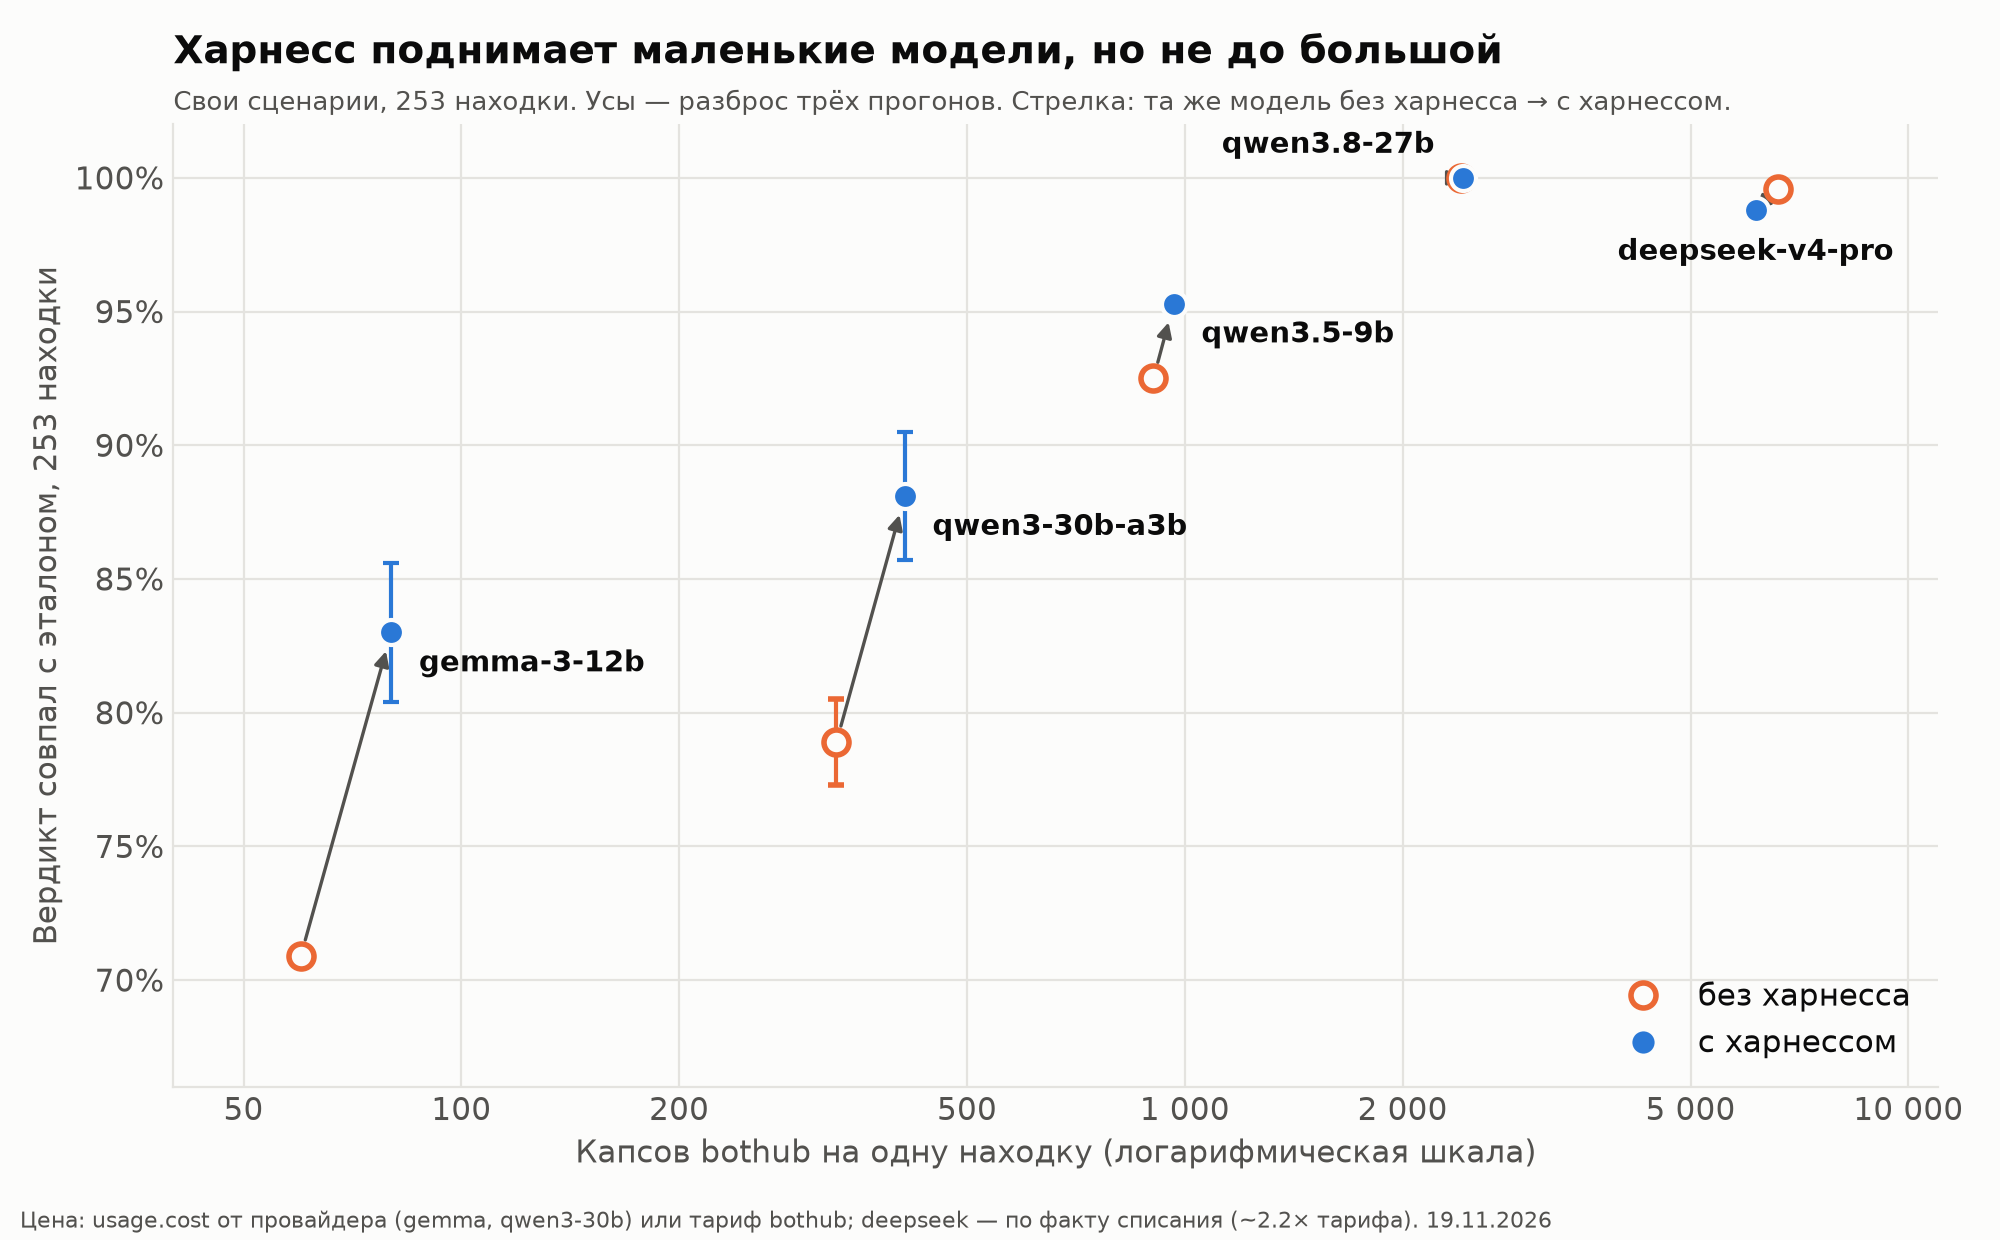 Харнесс поднимает маленькие модели, но не до большой
Свои сценарии, 253 находки. Усы — разброс трёх прогонов. Стрелка: та же модель без харнесса → с харнессом.
Вердикт совпал с эталоном, 253 находки
100%
95%
90%
85%
80%
75%
70%
qwen3.8-27b
deepseek-v4-pro
qwen3.5-9b
qwen3-30b-a3b
gemma-3-12b
без харнесса
с харнессом
50 100 200 500 1 000 2 000 5 000 10 000
Капсов bothub на одну находку (логарифмическая шкала)
Цена: usage.cost от провайдера (gemma, qwen3-30b) или тариф bothub; deepseek — по факту списания (~2.2× тарифа). 19.11.2026